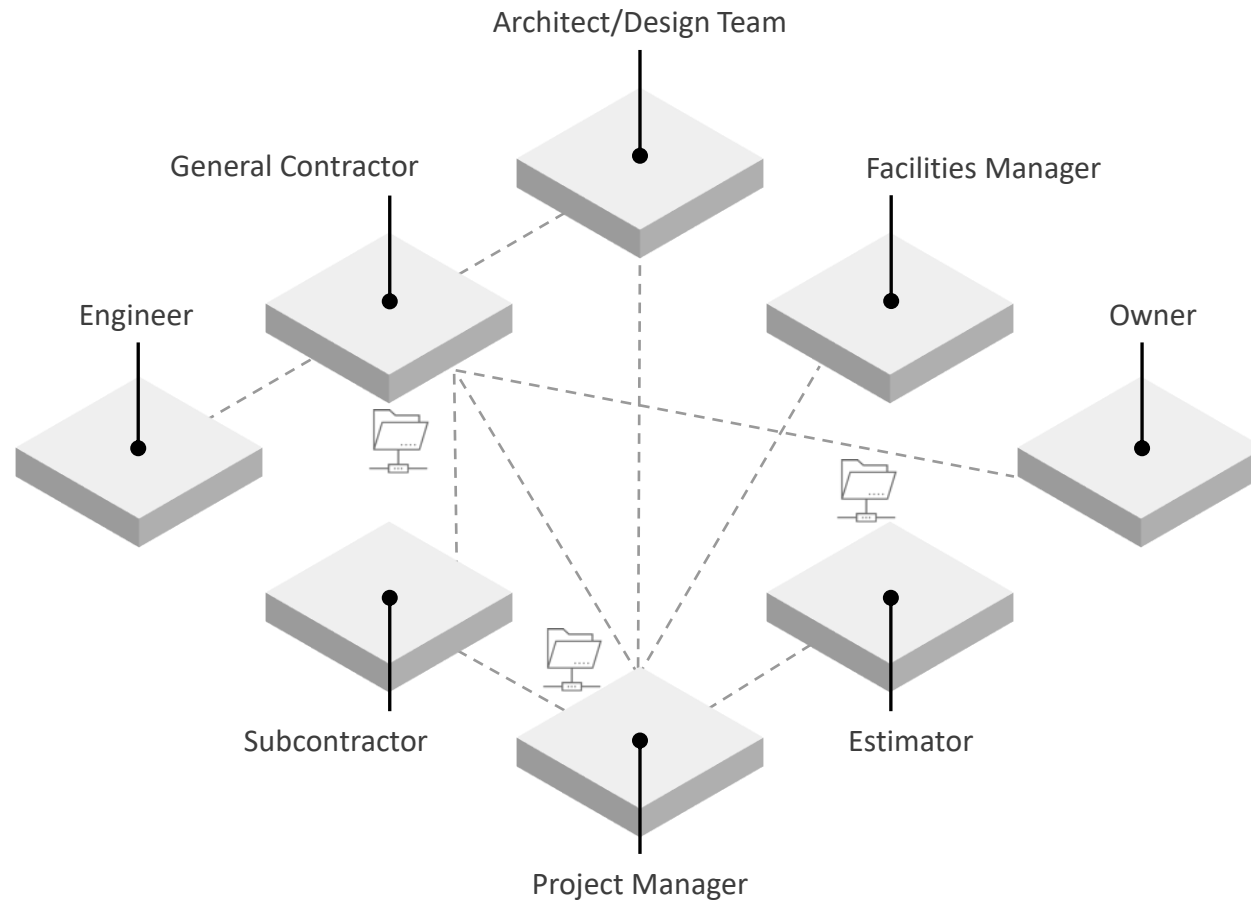 Architect/Design Team
General Contractor
Facilities Manager
Engineer
Owner
Subcontractor
Estimator
Project Manager